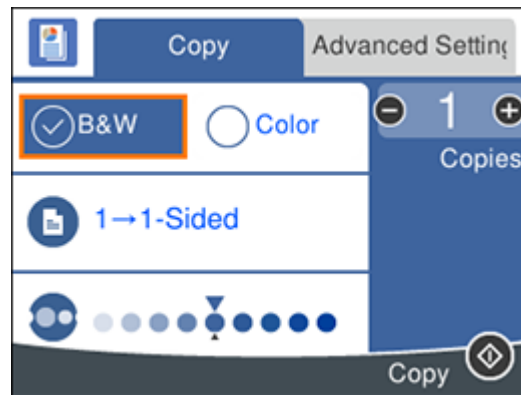 Copy
Advanced Setting
B&W
Color
1
Copies
1→1-Sided
Copy